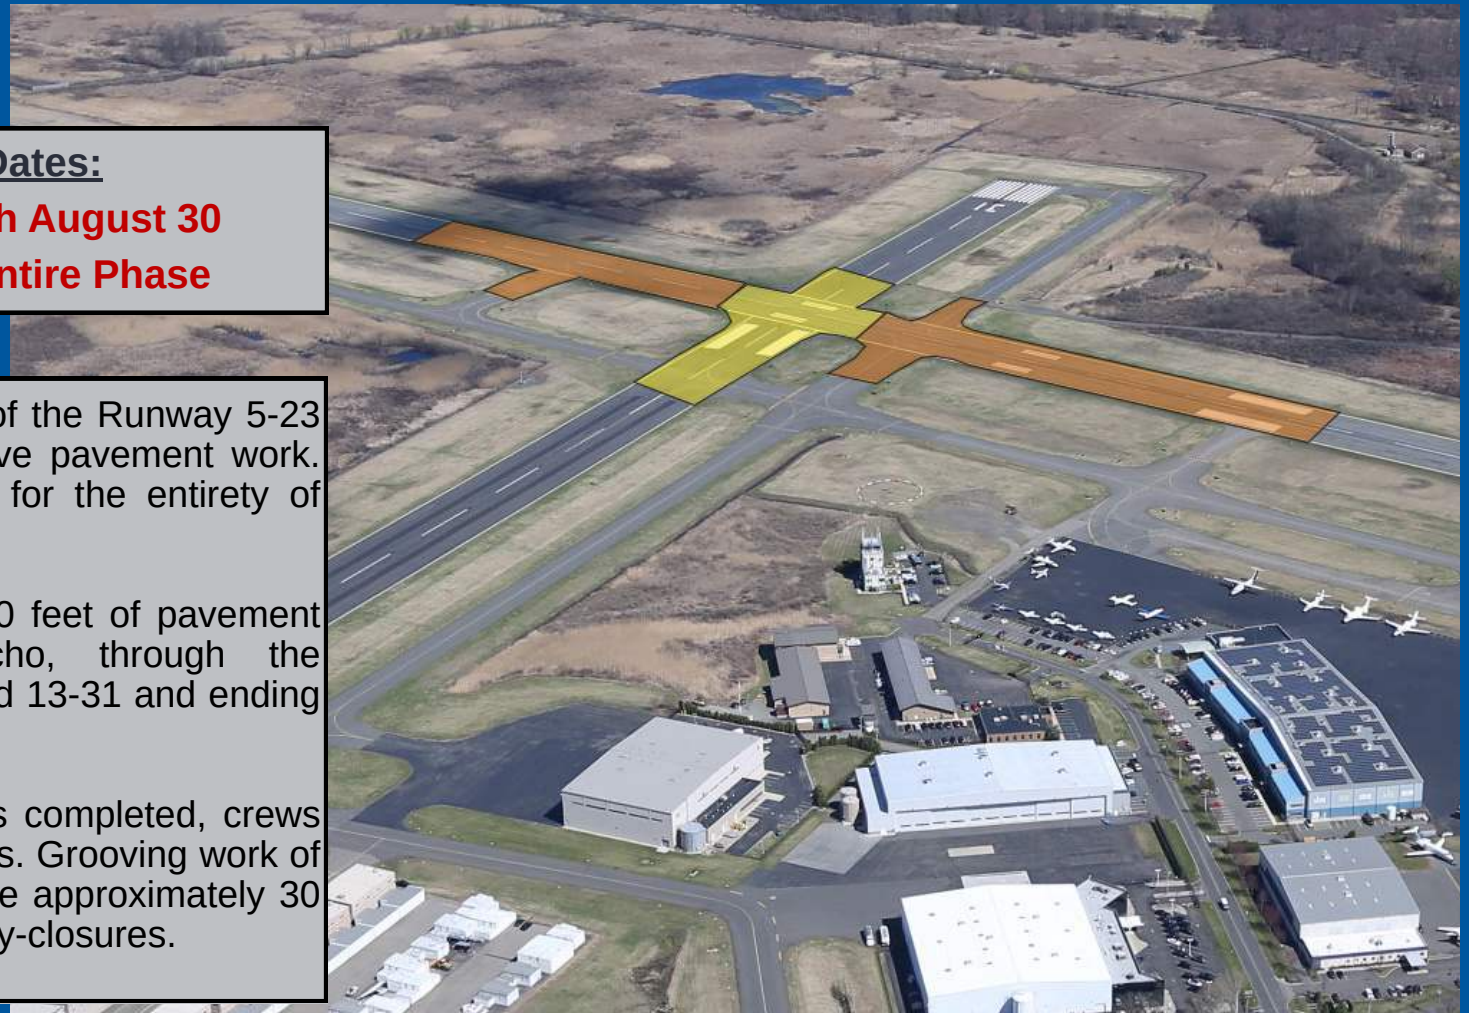 Dates:
h August 30
ntire Phase
of the Runway 5-23
ve pavement work.
for the entirety of
0 feet of pavement
cho, through the
d 13-31 and ending
s completed, crews
s. Grooving work of
e approximately 30
y-closures.
31